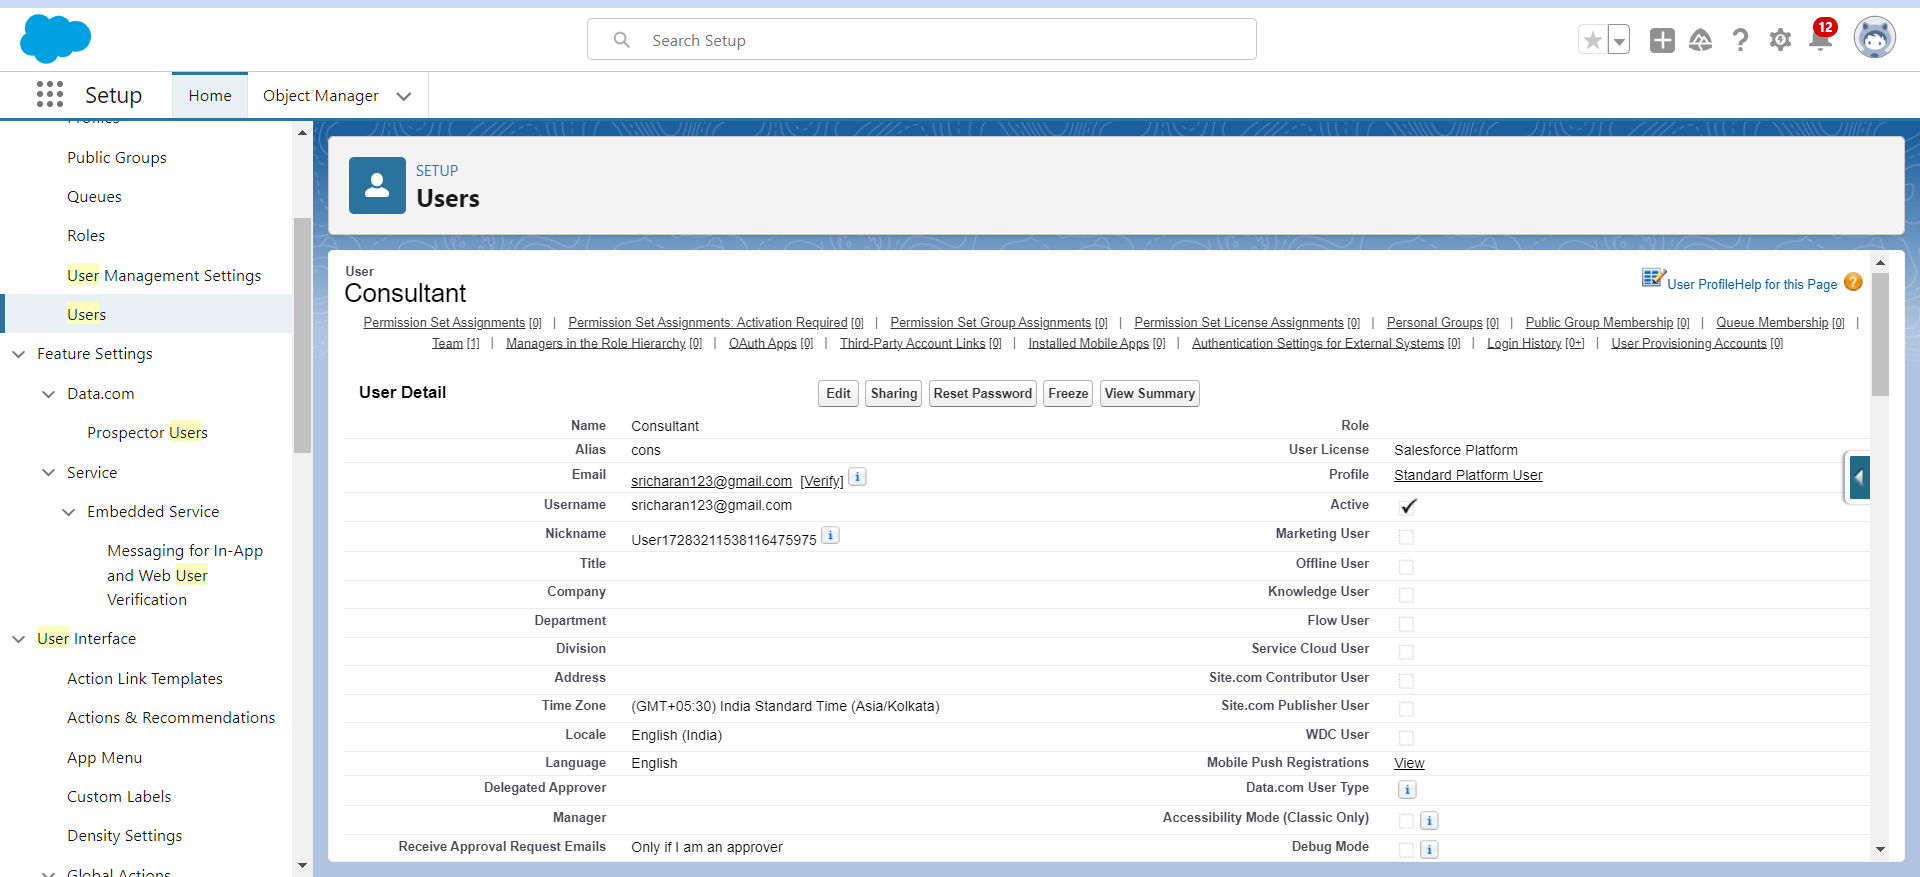 Search Setup
12
Setup
Home
Object Manager
Profiles
Public Groups
Queues
Roles
User Management Settings
Users
Feature Settings
Data.com
Prospector Users
Service
Embedded Service
Messaging for In-App
and Web User
Verification
User Interface
Action Link Templates
Actions & Recommendations
App Menu
Custom Labels
Density Settings
Global Actions
SETUP
Users
User
Consultant
User Profile Help for this Page
Permission Set Assignments [0] | Permission Set Assignments: Activation Required [0] | Permission Set Group Assignments [0] | Permission Set License Assignments [0] | Personal Groups [0] | Public Group Membership [0] | Queue Membership [0] |
Team [1] | Managers in the Role Hierarchy [0] | OAuth Apps [0] | Third-Party Account Links [0] | Installed Mobile Apps [0] | Authentication Settings for External Systems [0] | Login History [0+] | User Provisioning Accounts [0]
User Detail
Edit Sharing Reset Password Freeze View Summary
Name Consultant Role
Alias cons User License Salesforce Platform
Email sricharan123@gmail.com [Verify] Profile Standard Platform User
Username sricharan123@gmail.com Active
Nickname User17283211538116475975 Marketing User
Title Offline User
Company Knowledge User
Department Flow User
Division Service Cloud User
Address Site.com Contributor User
Time Zone (GMT+05:30) India Standard Time (Asia/Kolkata) Site.com Publisher User
Locale English (India) WDC User
Language English Mobile Push Registrations View
Delegated Approver Data.com User Type
Manager Accessibility Mode (Classic Only)
Receive Approval Request Emails Only if I am an approver Debug Mode